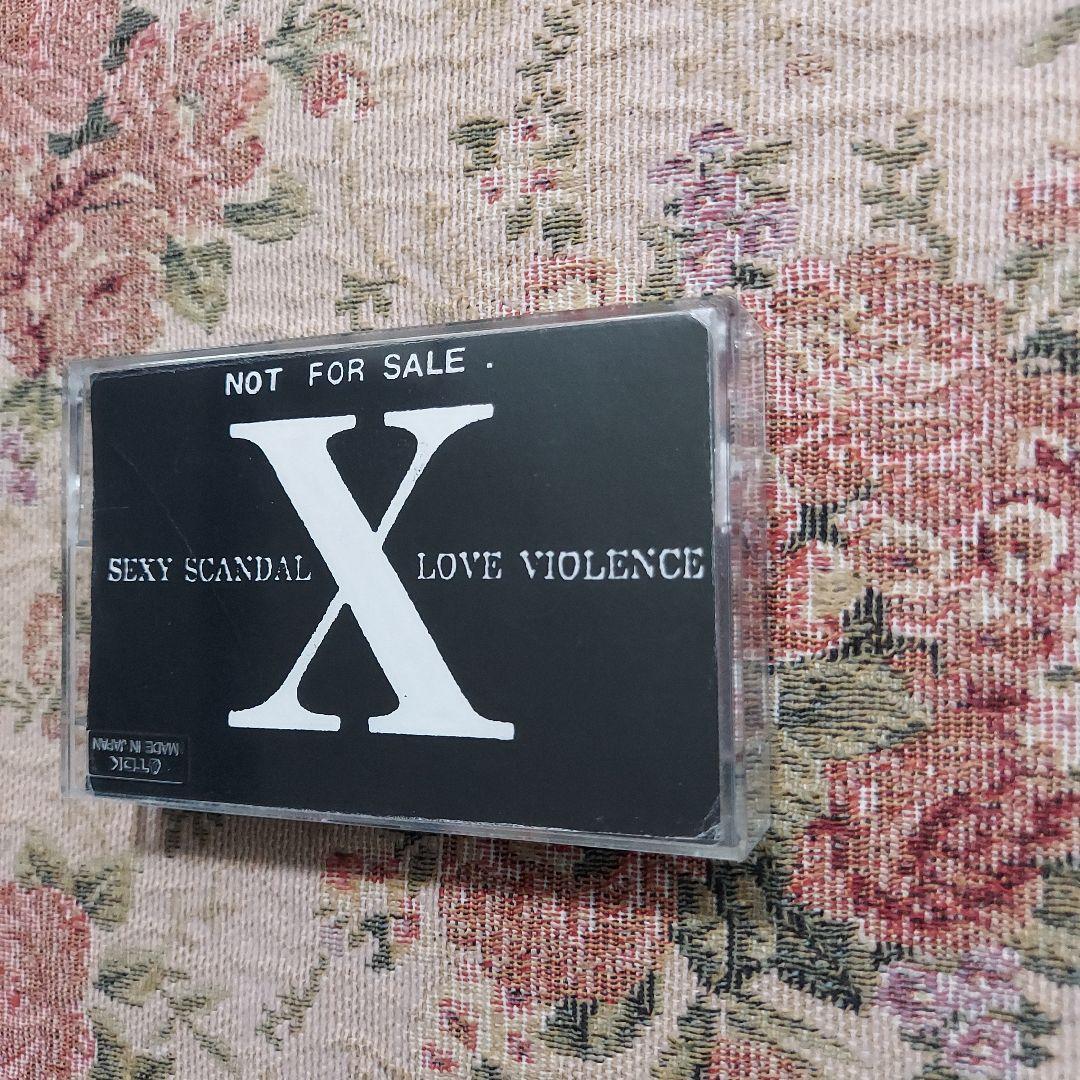 NOT FOR SALE .
X
SEXY SCANDAL LOVE VIOLENCE
TDK
MADE IN JAPAN